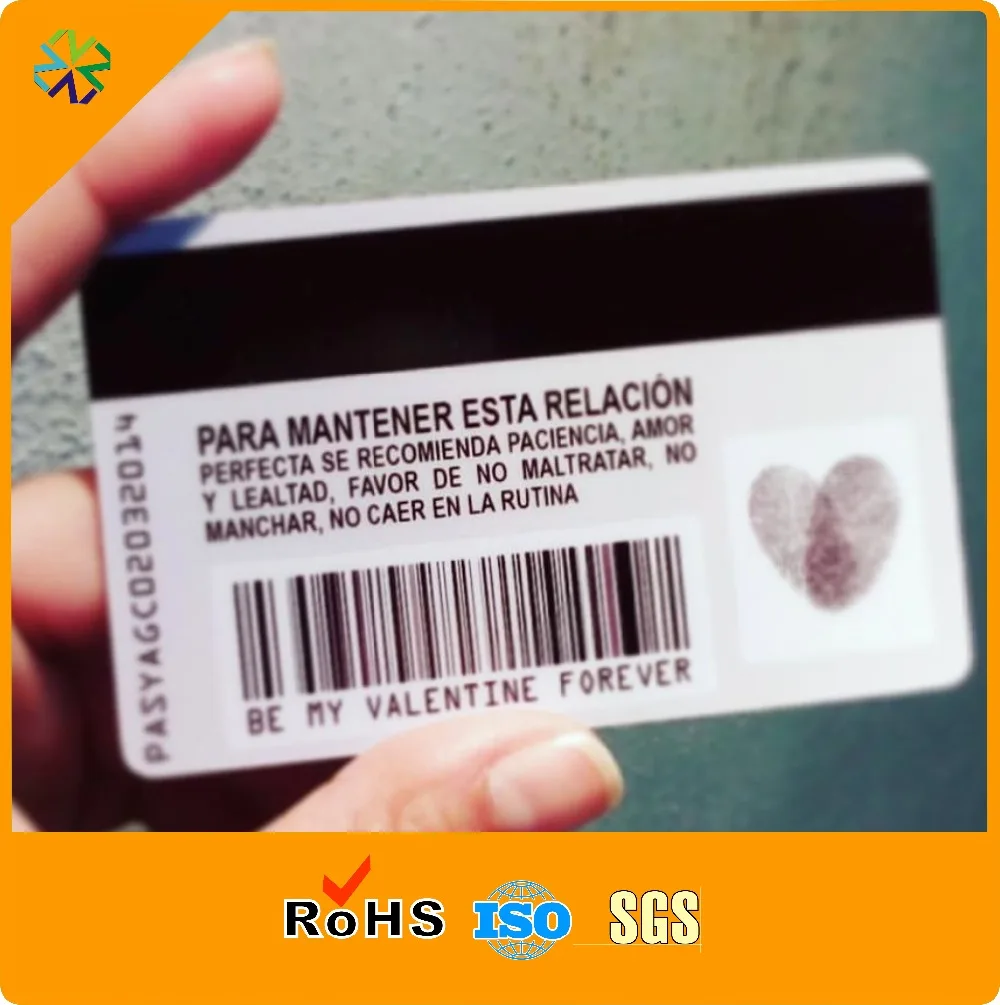 PARA MANTENER ESTA RELACIÓN
PERFECTA SE RECOMIENDA PACIENCIA, AMOR
Y LEALTAD, FAVOR DE NO MALTRATAR, NO
MANCHAR, NO CAER EN LA RUTINA
BE MY VALENTINE FOREVER
PASYAGC02032014
RoHS ISO SGS